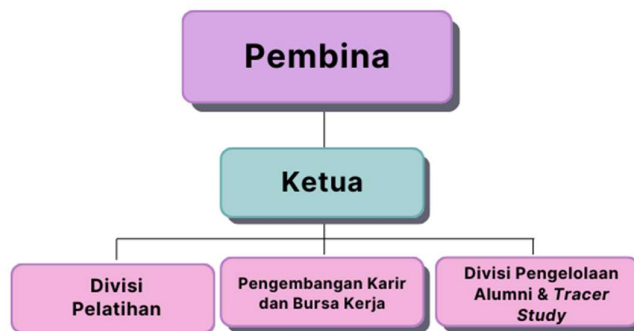 Pembina
Ketua
Divisi
Pelatihan
Pengembangan Karir
dan Bursa Kerja
Divisi Pengelolaan
Alumni & Tracer
Study